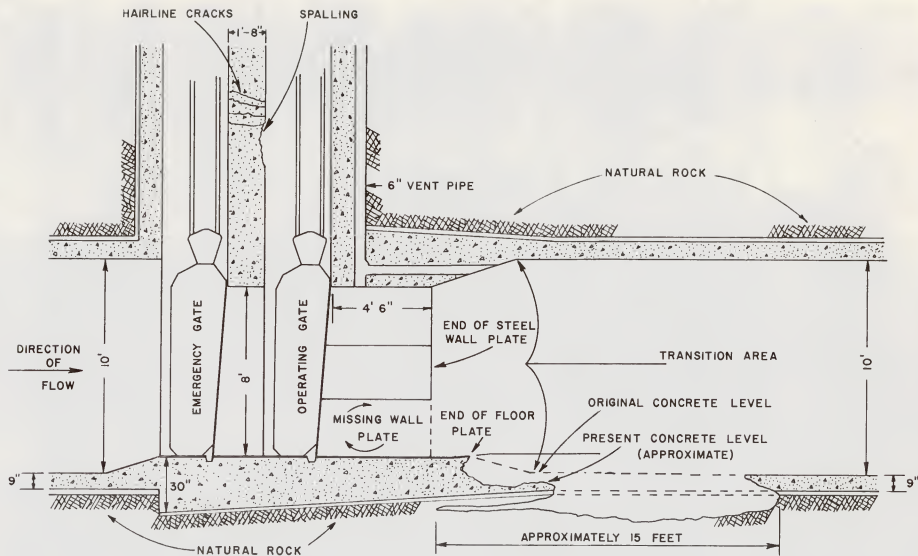 HAIRLINE CRACKS
1'-8"
SPALLING
6" VENT PIPE
NATURAL ROCK
DIRECTION
OF
FLOW
10'
EMERGENCY GATE
8'
OPERATING GATE
4' 6"
END OF STEEL
WALL PLATE
TRANSITION AREA
10'
MISSING WALL
PLATE
END OF FLOOR
PLATE
ORIGINAL CONCRETE LEVEL
PRESENT CONCRETE LEVEL
(APPROXIMATE)
9"
30"
9"
NATURAL ROCK
APPROXIMATELY 15 FEET